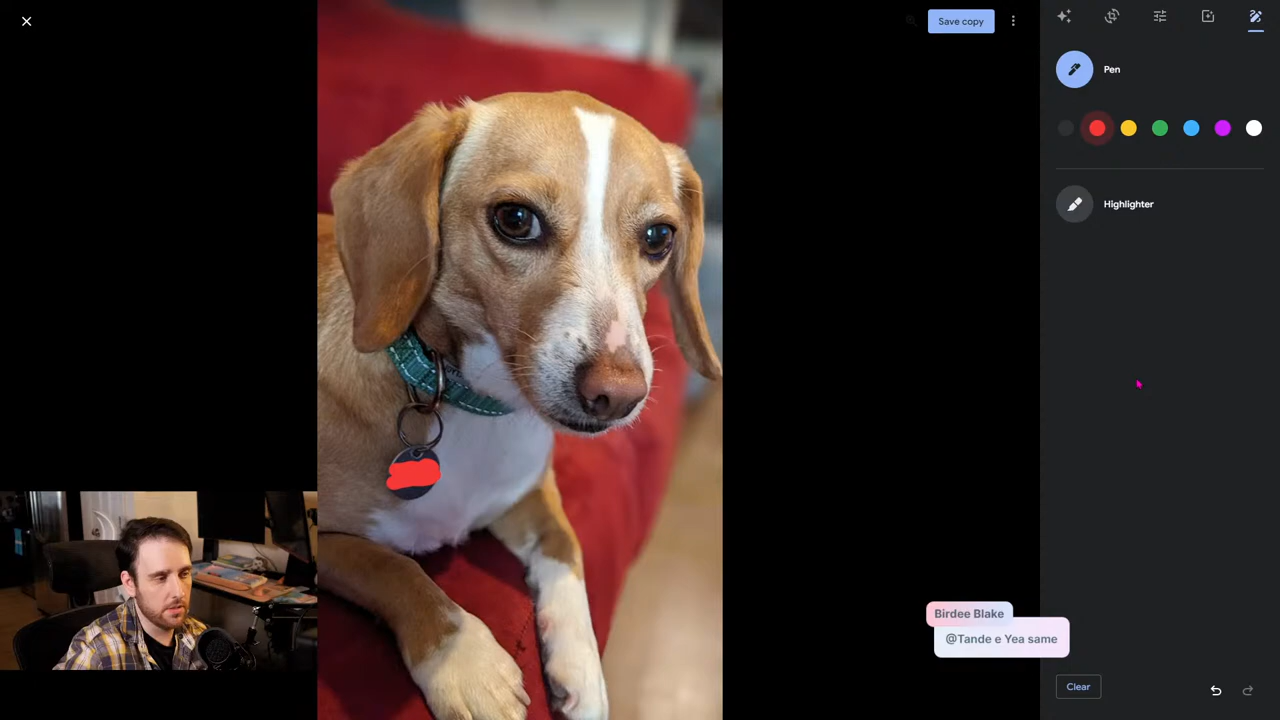 Save copy
Pen
Highlighter
Birdee Blake
@Tande e Yea same
Clear